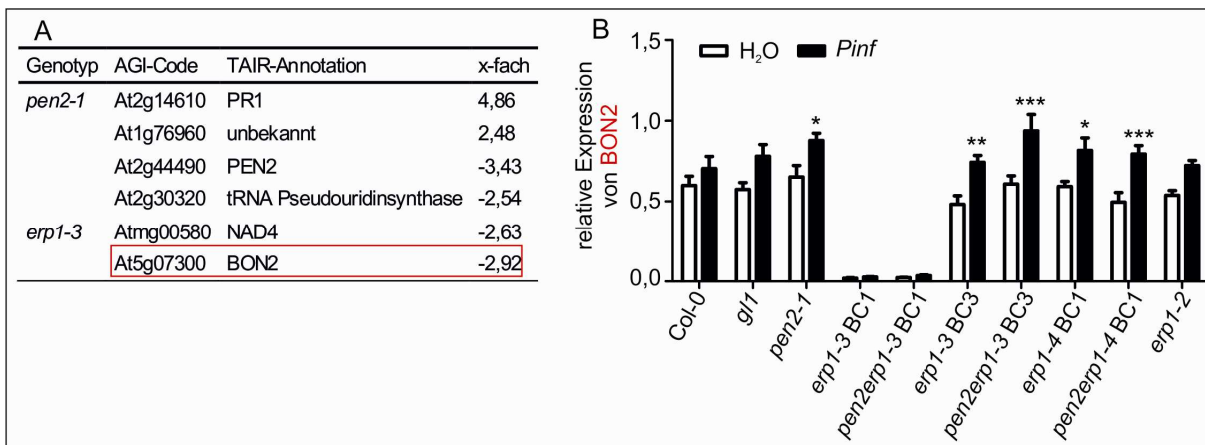 A
Genotyp AGI-Code TAIR-Annotation x-fach
pen2-1 At2g14610 PR1 4,86
At1g76960 unbekannt 2,48
At2g44490 PEN2 -3,43
At2g30320 tRNA Pseudouridinsynthase -2,54
erp1-3 Atmg00580 NAD4 -2,63
At5g07300 BON2 -2,92
B
H₂O Pinf
relative Expression
von BON2
1,5
1,0
0,5
0,0
* ** *** * ***
Col-0
gl1
pen2-1
erp1-3 BC1
pen2erp1-3 BC1
erp1-3 BC3
pen2erp1-3 BC3
erp1-4 BC1
pen2erp1-4 BC1
erp1-2